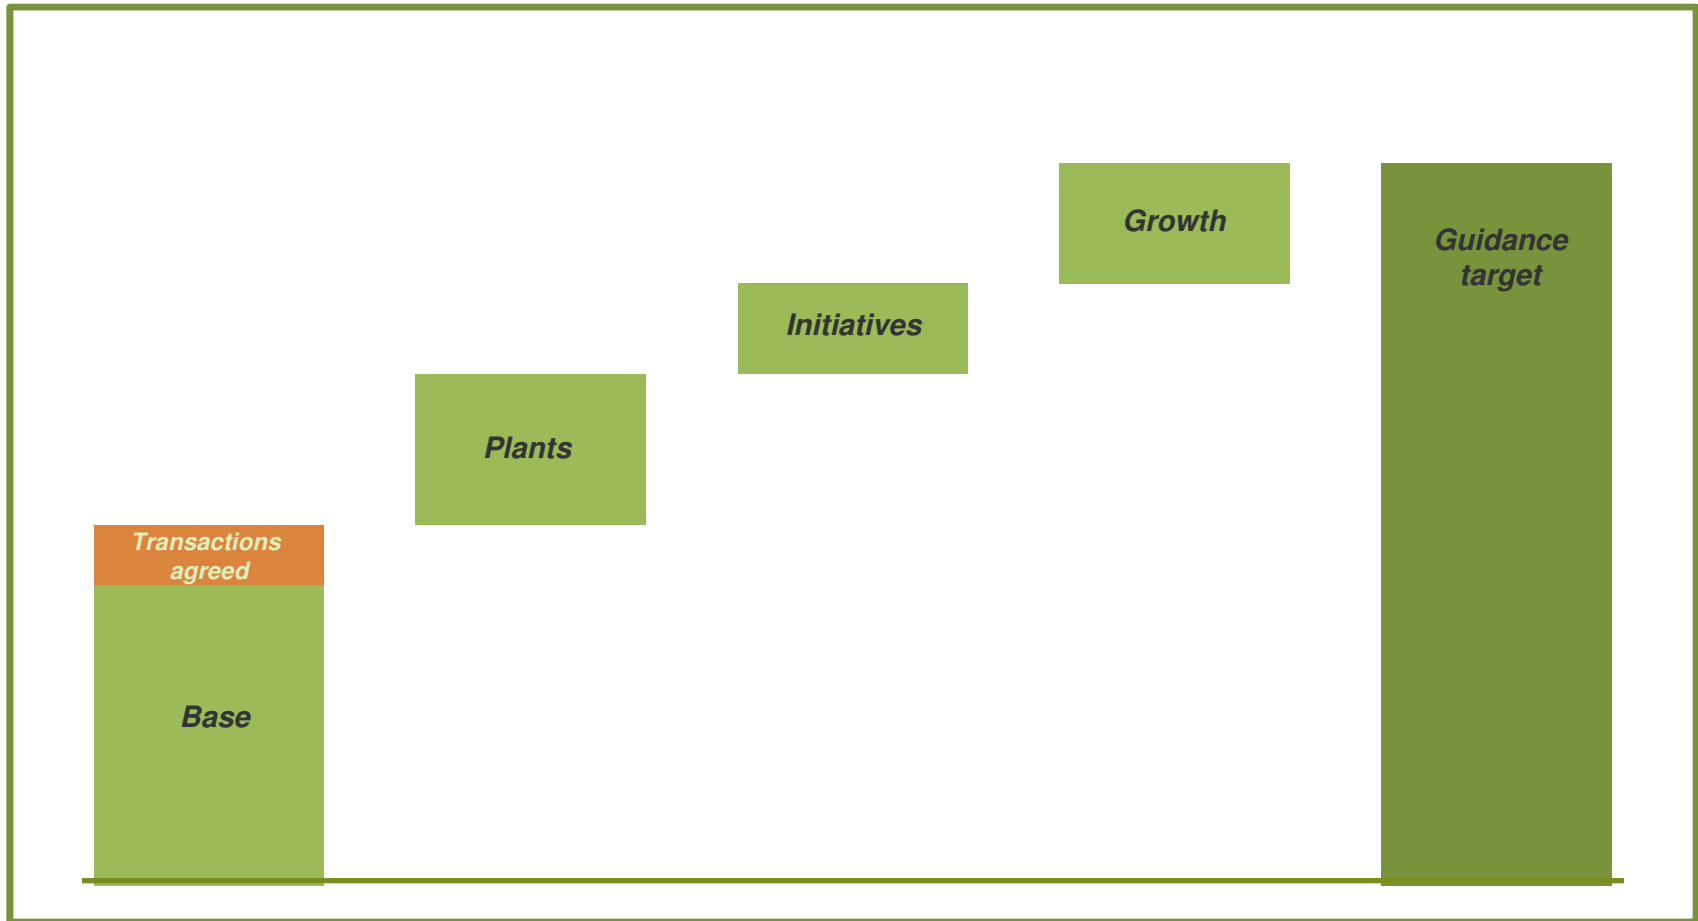 Growth
Guidance
target
Initiatives
Plants
Transactions
agreed
Base